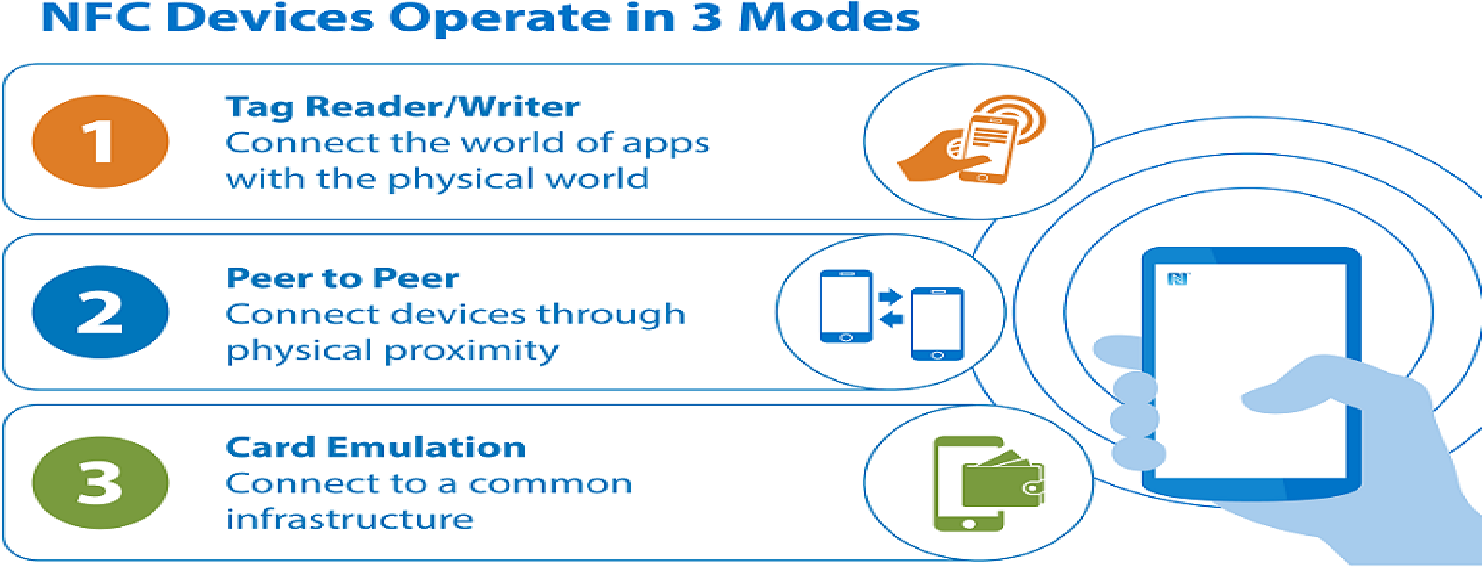 NFC Devices Operate in 3 Modes
1
Tag Reader/Writer
Connect the world of apps
with the physical world
2
Peer to Peer
Connect devices through
physical proximity
3
Card Emulation
Connect to a common
infrastructure